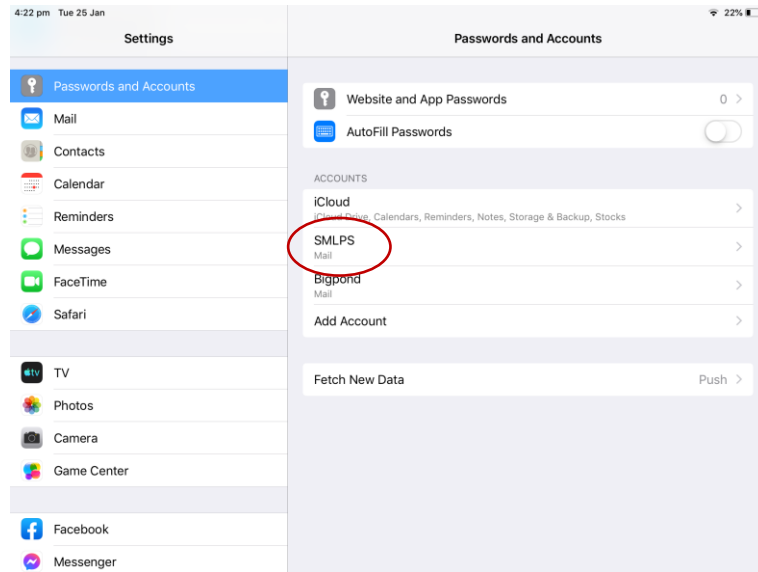 4:22 pm Tue 25 Jan
22%
Settings
Passwords and Accounts
Passwords and Accounts
Mail
Contacts
Calendar
Reminders
Messages
FaceTime
Safari
TV
Photos
Camera
Game Center
Facebook
Messenger
Website and App Passwords 0
AutoFill Passwords
ACCOUNTS
iCloud
iCloud Drive, Calendars, Reminders, Notes, Storage & Backup, Stocks
SMLPS
Mail
Bigpond
Mail
Add Account
Fetch New Data Push